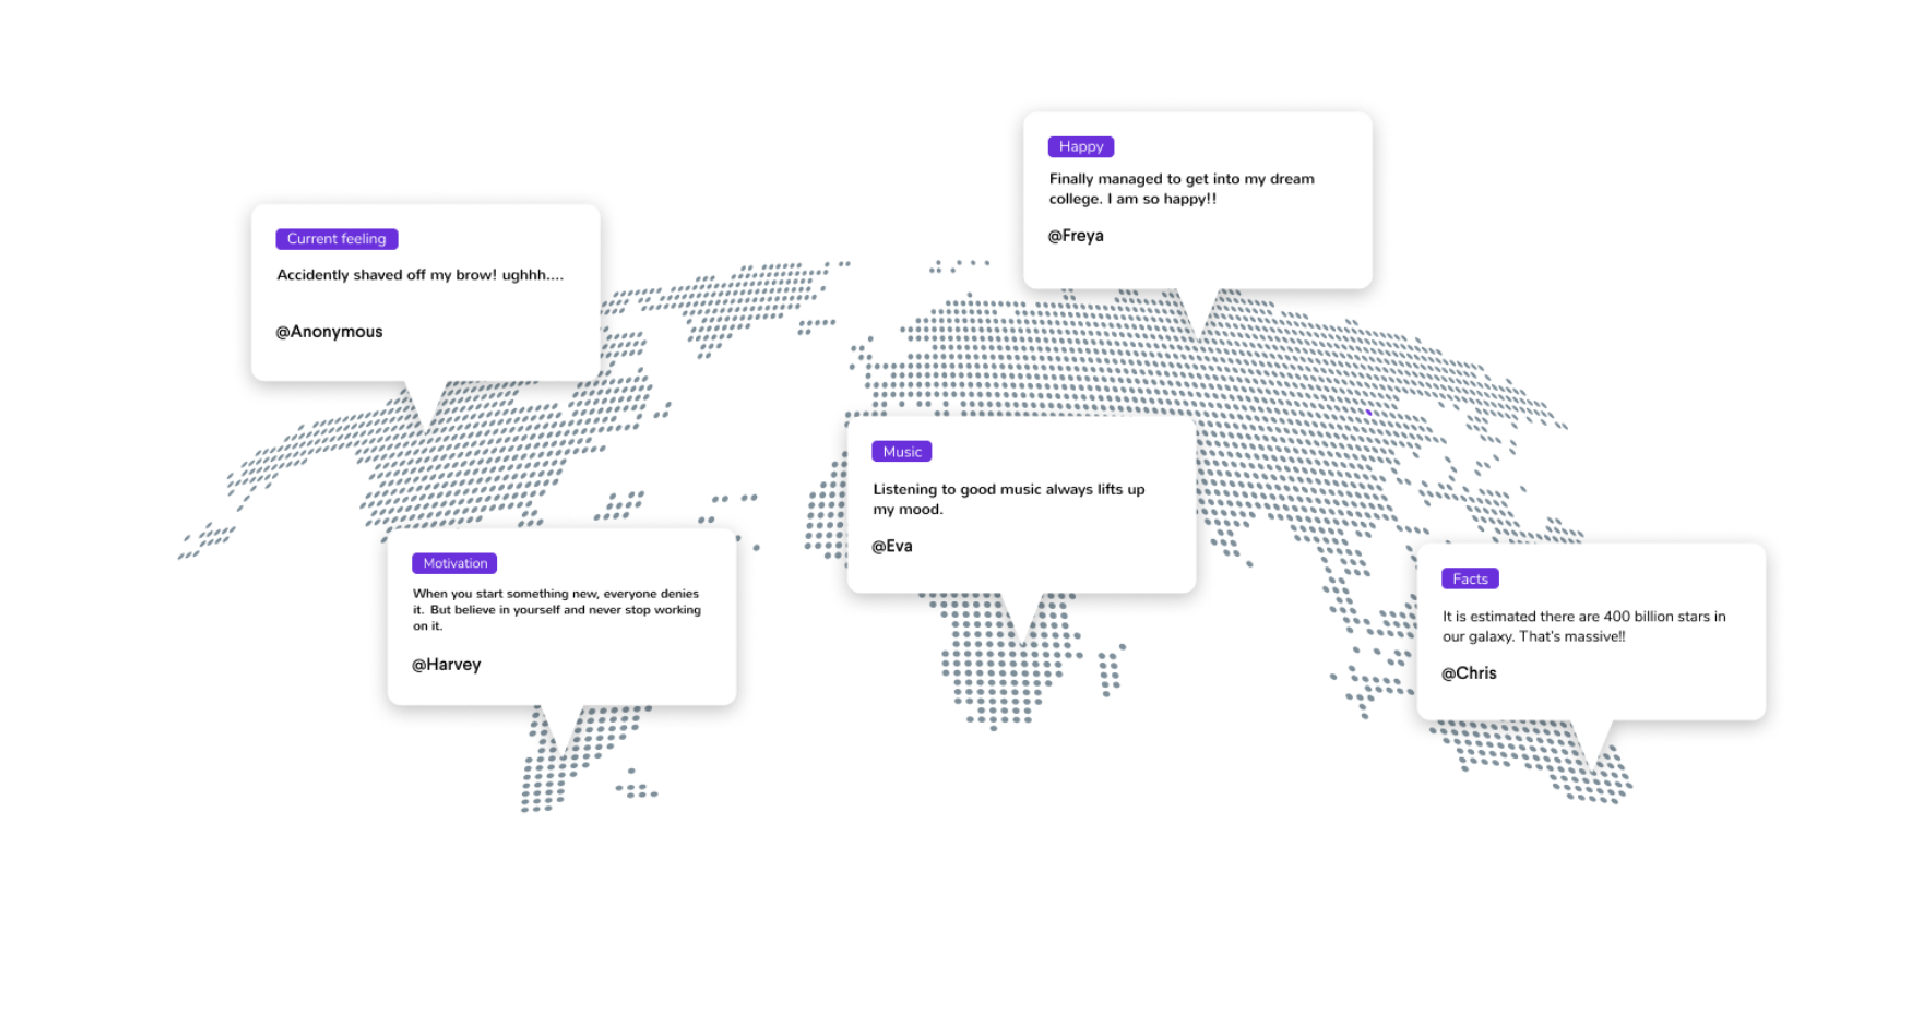 Happy
Finally managed to get into my dream
college. I am so happy!!
@Freya
Current feeling
Accidently shaved off my brow! ughhh....
@Anonymous
Music
Listening to good music always lifts up
my mood.
@Eva
Motivation
When you start something new, everyone denies
it. But believe in yourself and never stop working
on it.
@Harvey
Facts
It is estimated there are 400 billion stars in
our galaxy. That's massive!!
@Chris